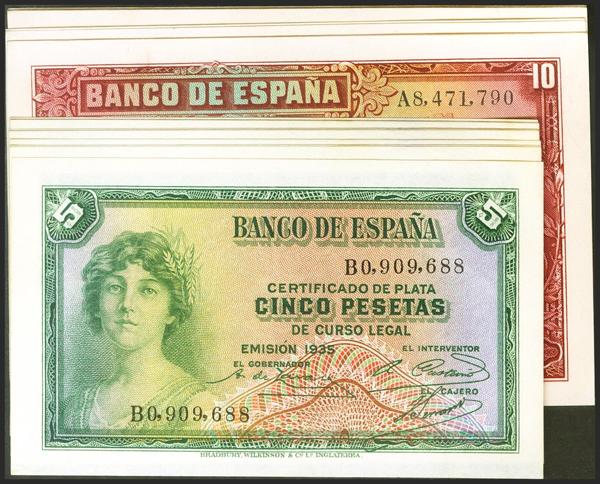 BANCO DE ESPAÑA
10
A8,471,790
5
5
BANCO DE ESPAÑA
B0,909,688
CERTIFICADO DE PLATA
CINCO PESETAS
DE CURSO LEGAL
EMISIÓN 1935
EL INTERVENTOR
EL GOBERNADOR
EL CAJERO
B0,909,688
BRADBURY, WILKINSON & Cº Lº INGLATERRA.